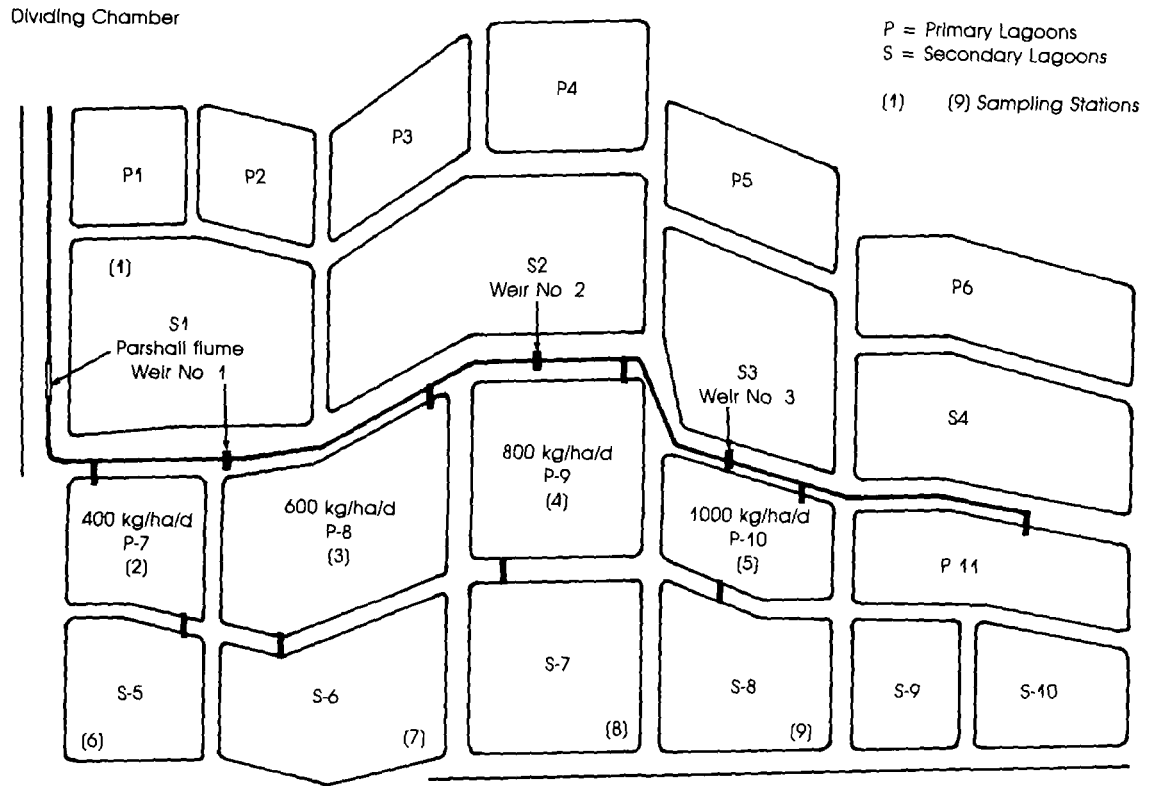 Dividing Chamber
P = Primary Lagoons
S = Secondary Lagoons
(1) (9) Sampling Stations
P1
P2
P3
P4
P5
P6
(1)
S1
Parshall flume
Weir No 1
S2
Weir No 2
S3
Weir No 3
S4
400 kg/ha/d
P-7
(2)
600 kg/ha/d
P-8
(3)
800 kg/ha/d
P-9
(4)
1000 kg/ha/d
P-10
(5)
P 11
S-5
(6)
S-6
(7)
S-7
(8)
S-8
(9)
S-9
S-10